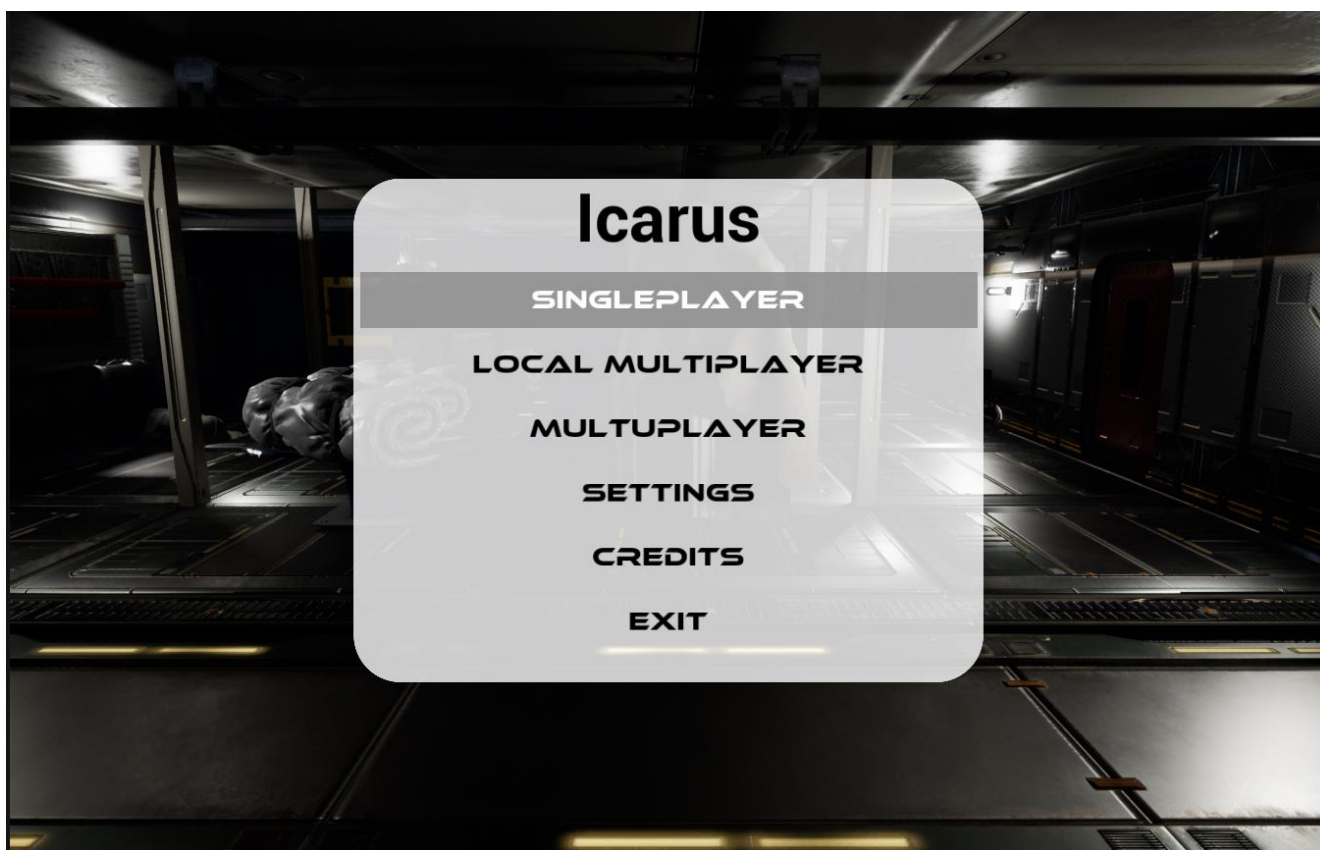 Icarus
SINGLEPLAYER
LOCAL MULTIPLAYER
MULTUPLAYER
SETTINGS
CREDITS
EXIT